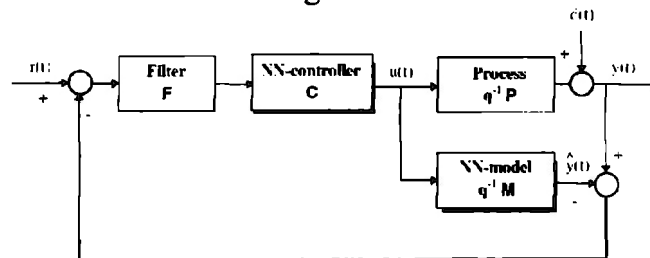 r(t)
+
-
Filter
F
NN-controller
C
u(t)
Process
q⁻¹ P
+
y(t)
NN-model
q⁻¹ M
ŷ(t)
+
-